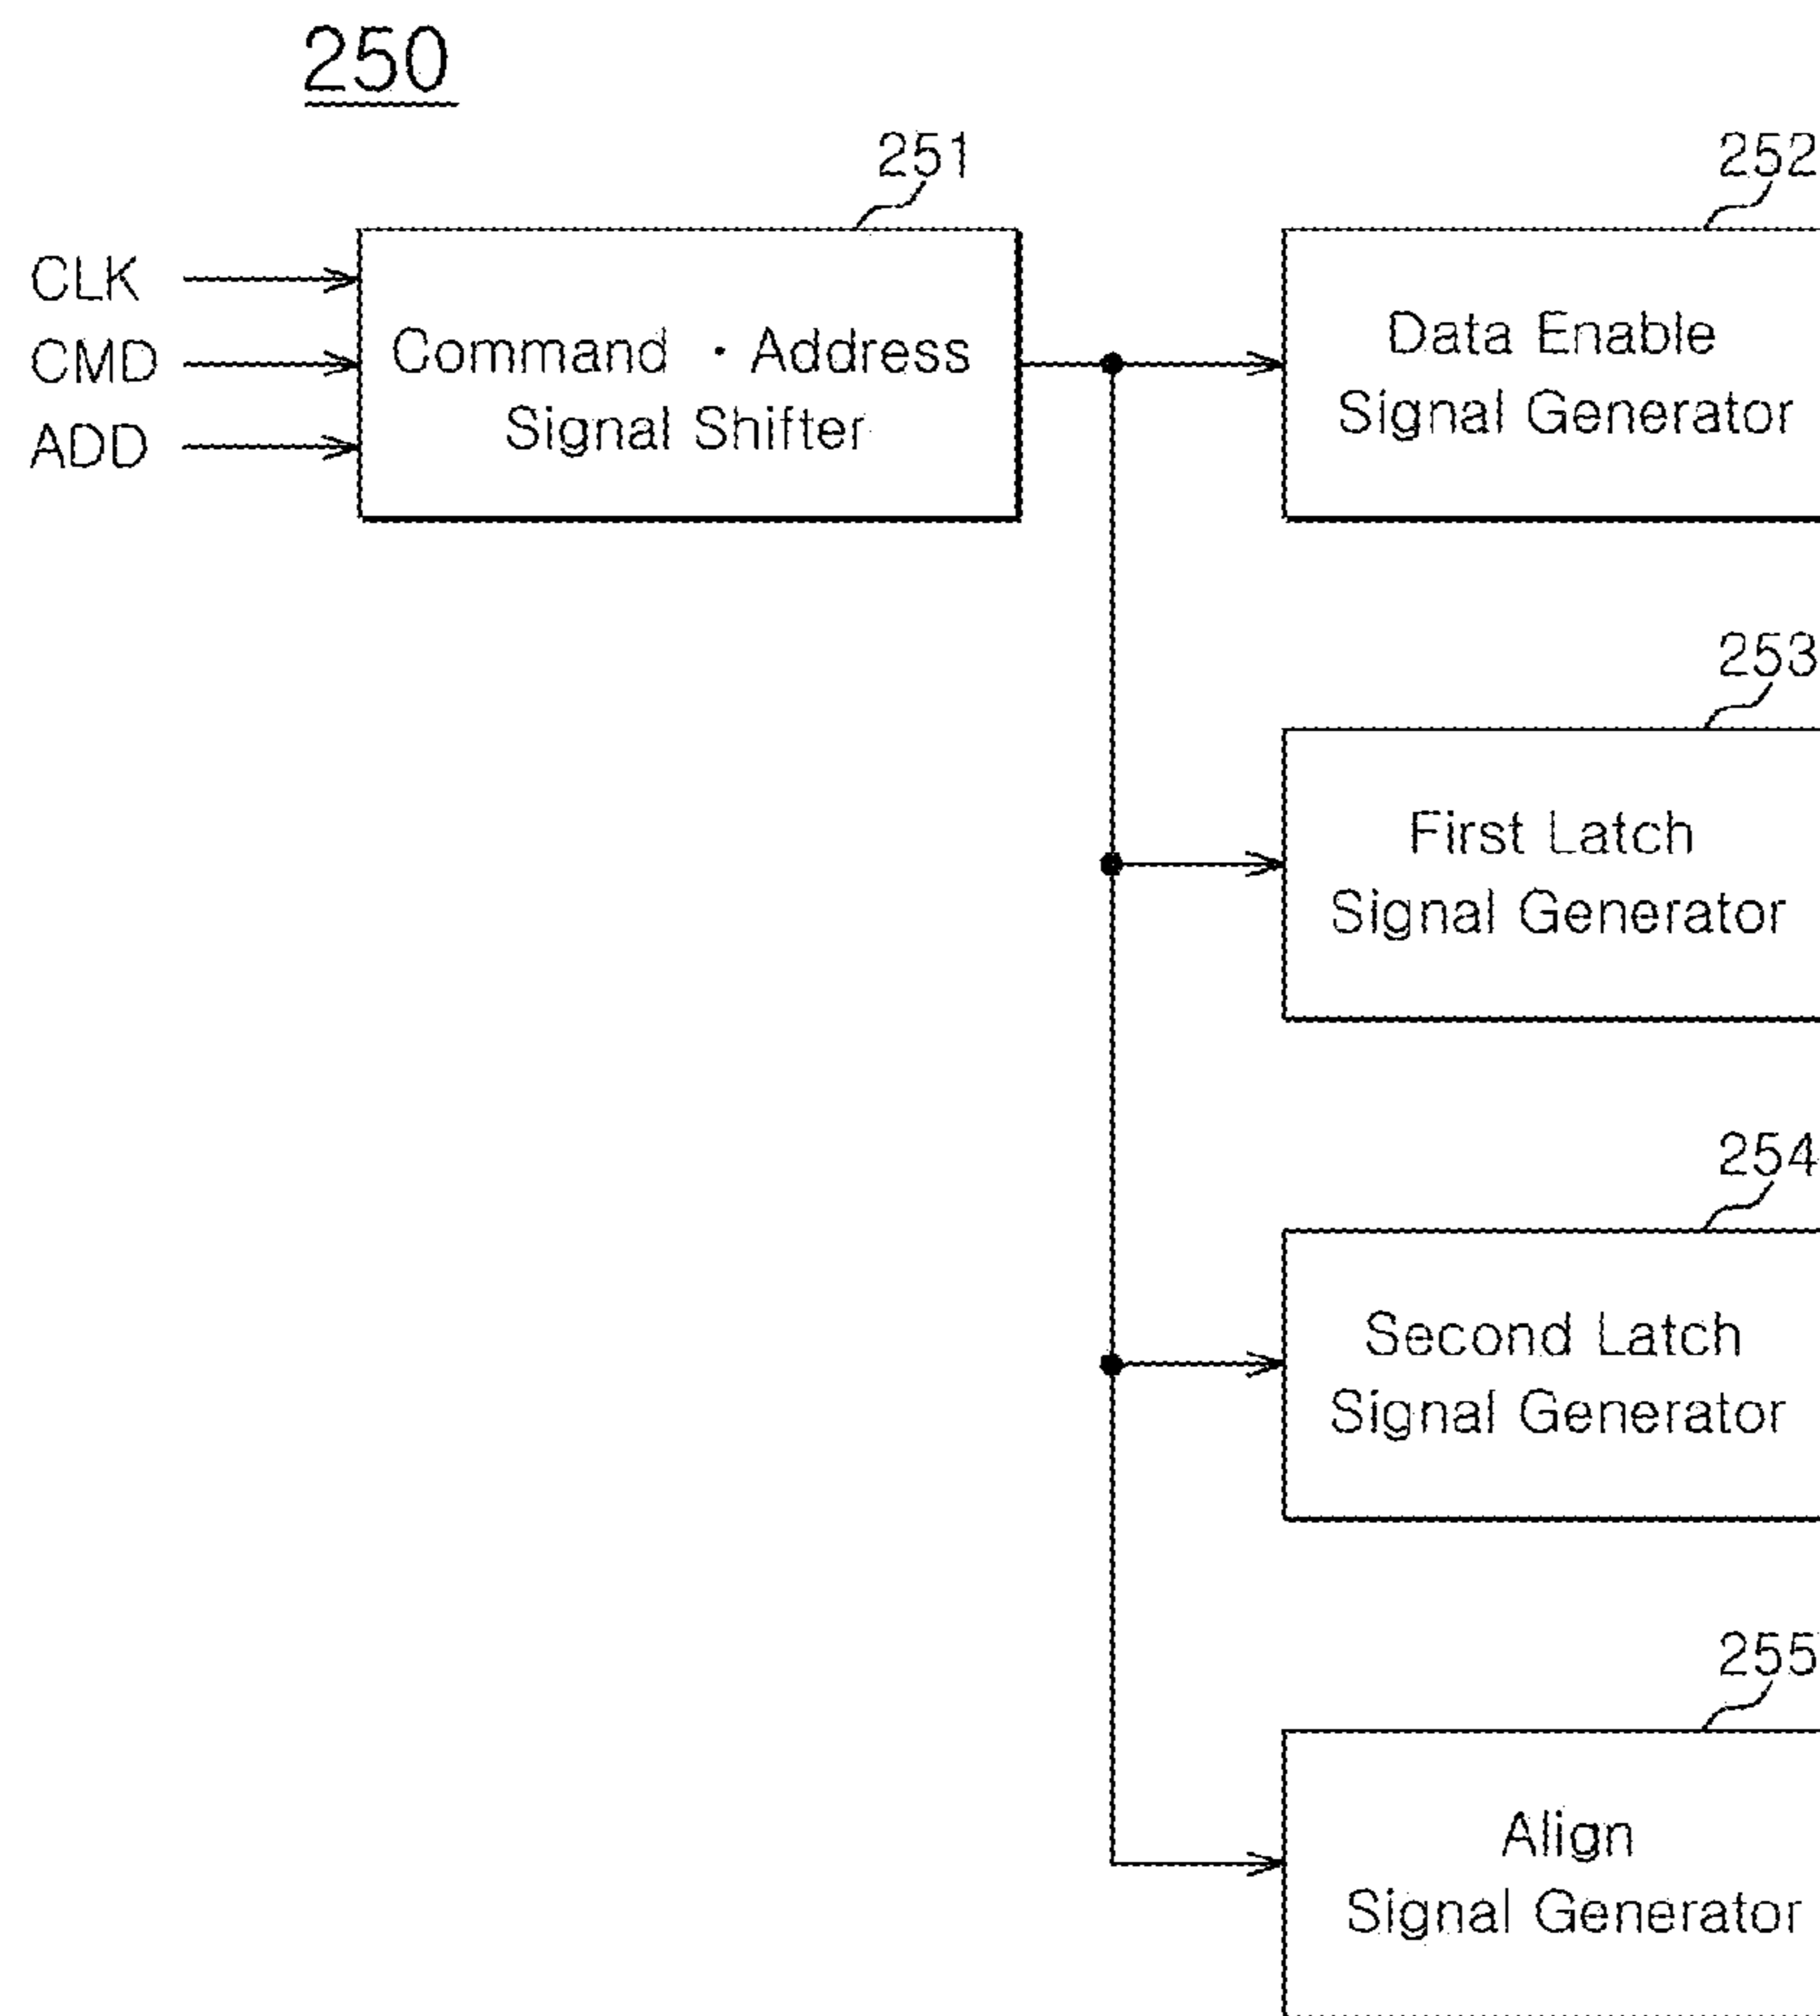 250
251
252
CLK
CMD
ADD
Command · Address
Signal Shifter
Data Enable
Signal Generator
253
First Latch
Signal Generator
254
Second Latch
Signal Generator
255
Align
Signal Generator